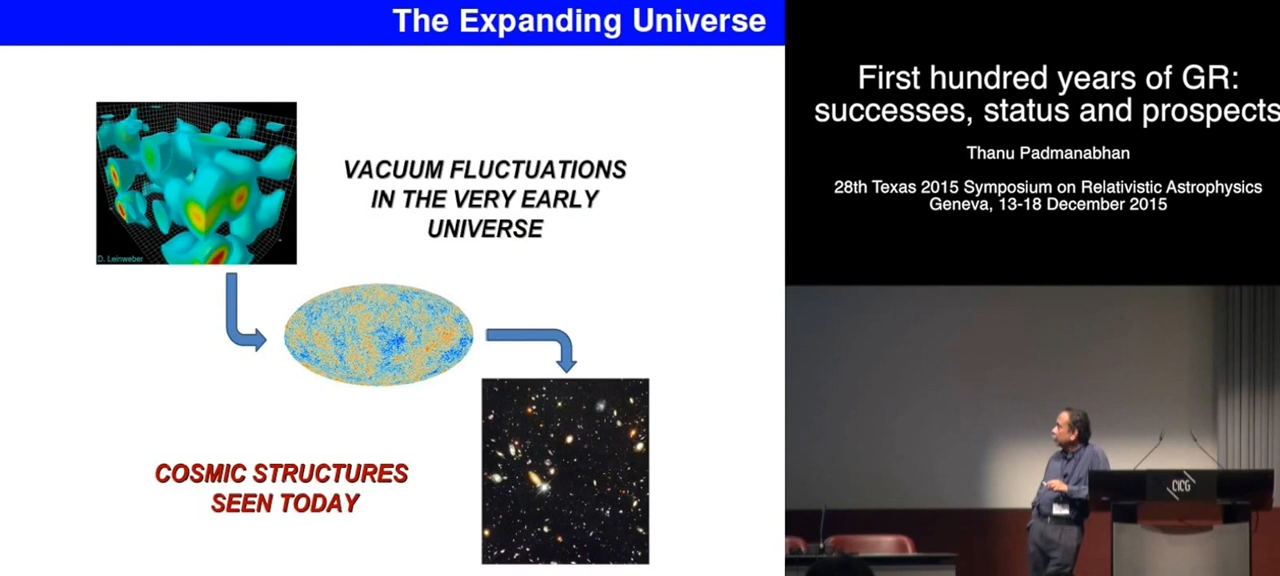 The Expanding Universe
D. Leinweber
VACUUM FLUCTUATIONS
IN THE VERY EARLY
UNIVERSE
COSMIC STRUCTURES
SEEN TODAY
First hundred years of GR:
successes, status and prospects
Thanu Padmanabhan
28th Texas 2015 Symposium on Relativistic Astrophysics
Geneva, 13-18 December 2015
CICG